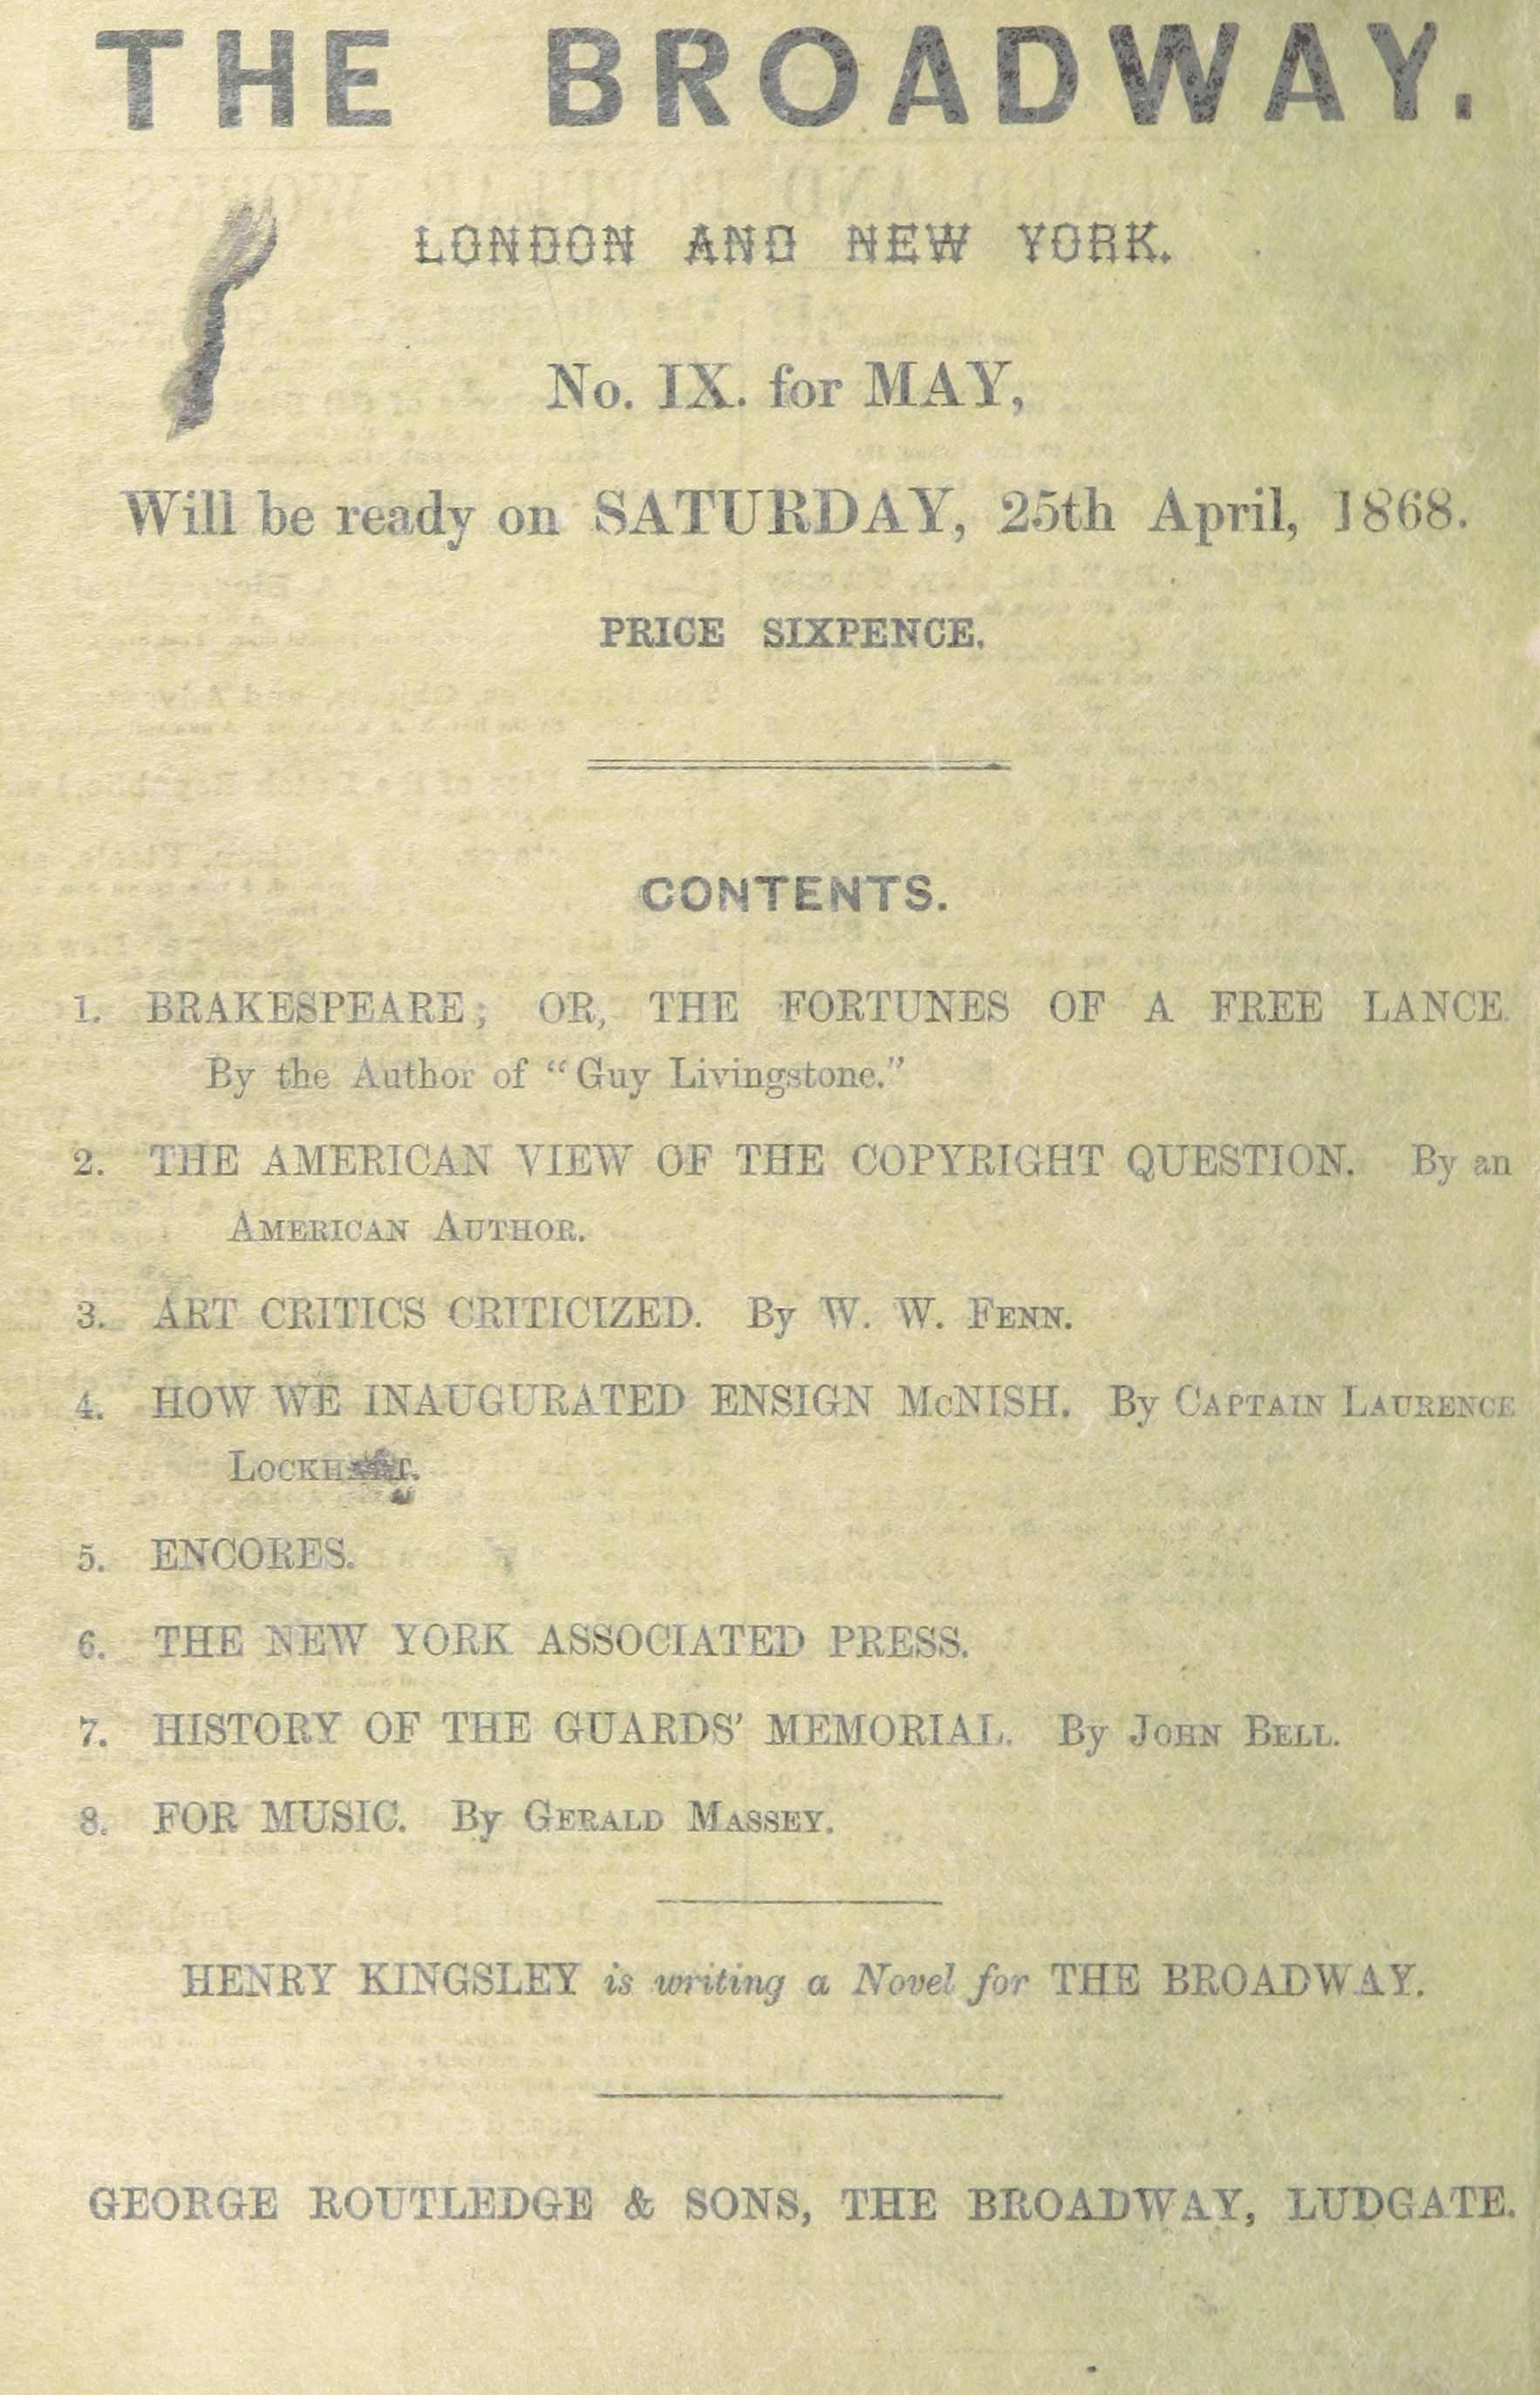 THE BROADWAY.
LONDON AND NEW YORK.
No. IX. for MAY,
Will be ready on SATURDAY, 25th April, 1868.
PRICE SIXPENCE.
CONTENTS.
1. BRAKESPEARE; OR, THE FORTUNES OF A FREE LANCE.
By the Author of "Guy Livingstone."
2. THE AMERICAN VIEW OF THE COPYRIGHT QUESTION. By an
AMERICAN AUTHOR.
3. ART CRITICS CRITICIZED. By W. W. FENN.
4. HOW WE INAUGURATED ENSIGN McNISH. By CAPTAIN LAURENCE
LOCKHART.
5. ENCORES.
6. THE NEW YORK ASSOCIATED PRESS.
7. HISTORY OF THE GUARDS' MEMORIAL. By JOHN BELL.
8. FOR MUSIC. By GERALD MASSEY.
HENRY KINGSLEY is writing a Novel for THE BROADWAY.
GEORGE ROUTLEDGE & SONS, THE BROADWAY, LUDGATE.